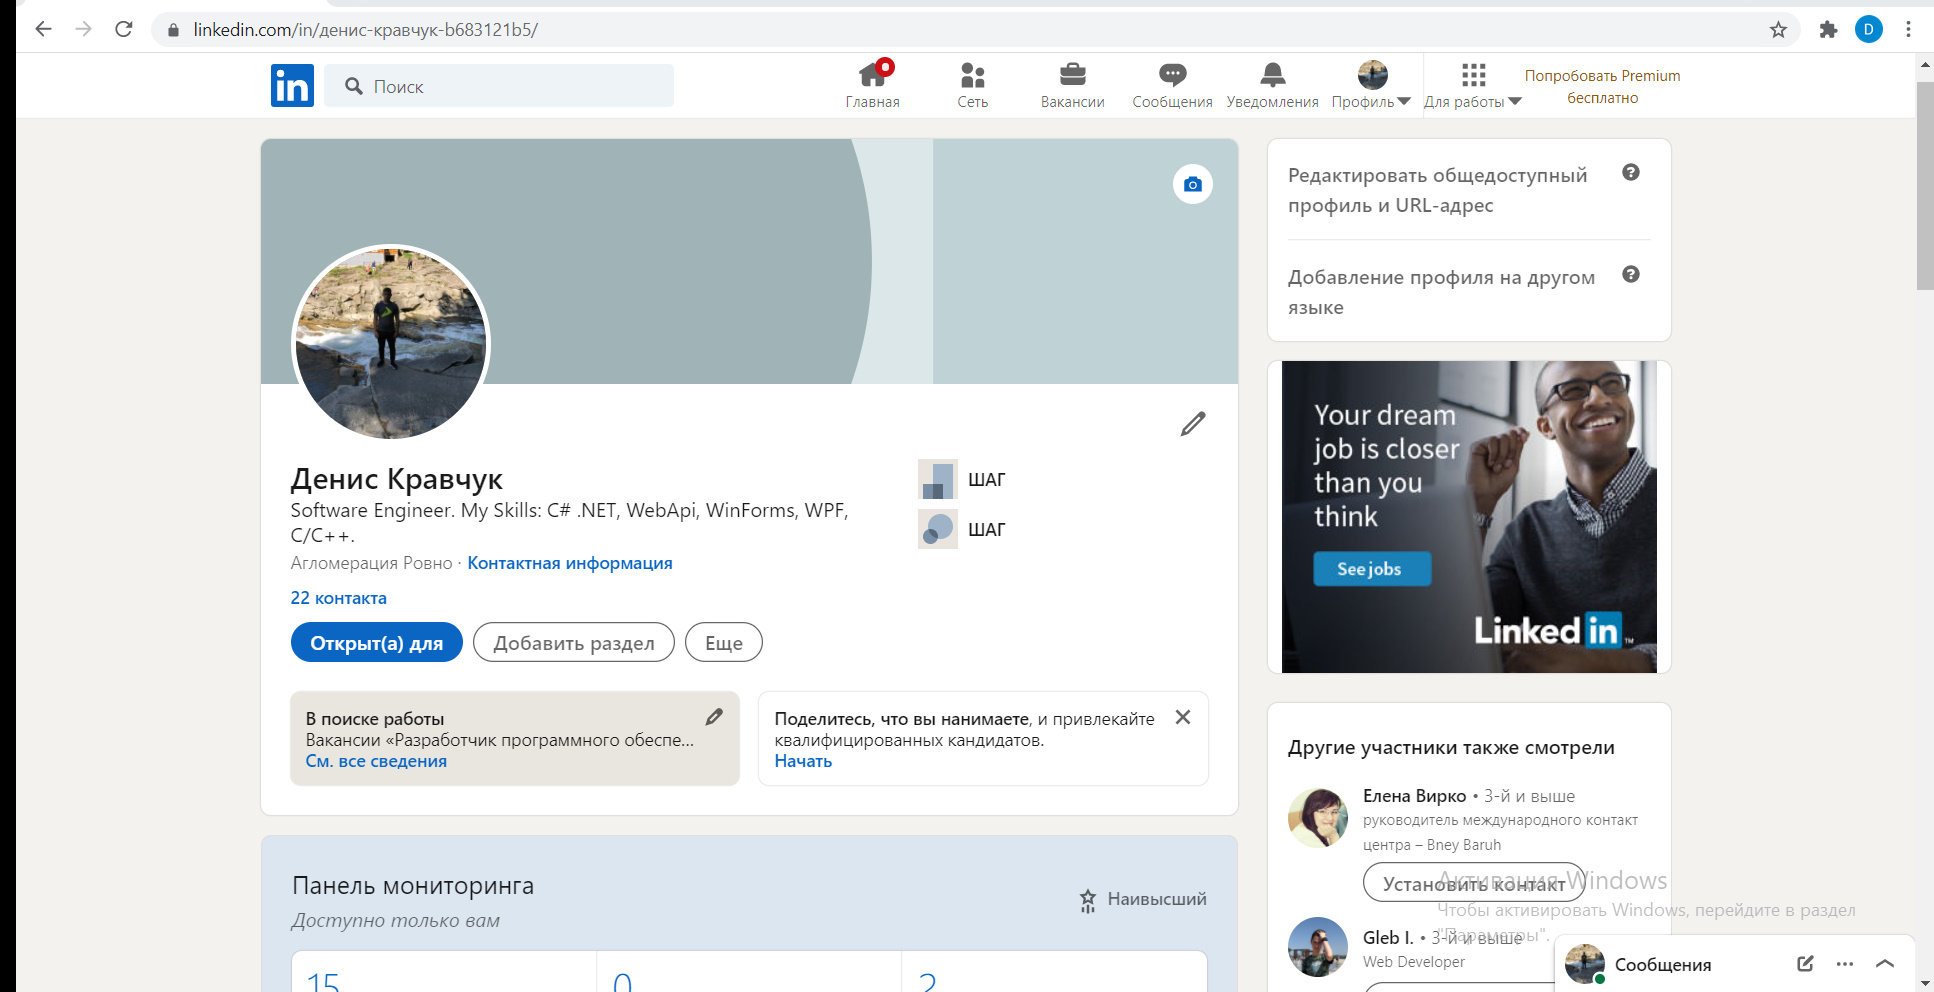 linkedin.com/in/денис-кравчук-b683121b5/
D
in
Поиск
Главная
Сеть
Вакансии
Сообщения
Уведомления
Профиль
Для работы
Попробовать Premium
бесплатно
Денис Кравчук
Software Engineer. My Skills: C# .NET, WebApi, WinForms, WPF,
C/C++.
Агломерация Ровно · Контактная информация
22 контакта
Открыт(а) для
Добавить раздел
Еще
ШАГ
ШАГ
В поиске работы
Вакансии «Разработчик программного обеспе...
См. все сведения
Поделитесь, что вы нанимаете, и привлекайте
квалифицированных кандидатов.
Начать
Панель мониторинга
Доступно только вам
Наивысший
15
0
2
Редактировать общедоступный
профиль и URL-адрес
Добавление профиля на другом
языке
Your dream
job is closer
than you
think
See jobs
Linked in ™
Другие участники также смотрели
Елена Вирко • 3-й и выше
руководитель международного контакт
центра – Bney Baruh
Установить контакт
Gleb I. • 3-й и выше
Web Developer
Активация Windows
Чтобы активировать Windows, перейдите в раздел
"Параметры".
Сообщения